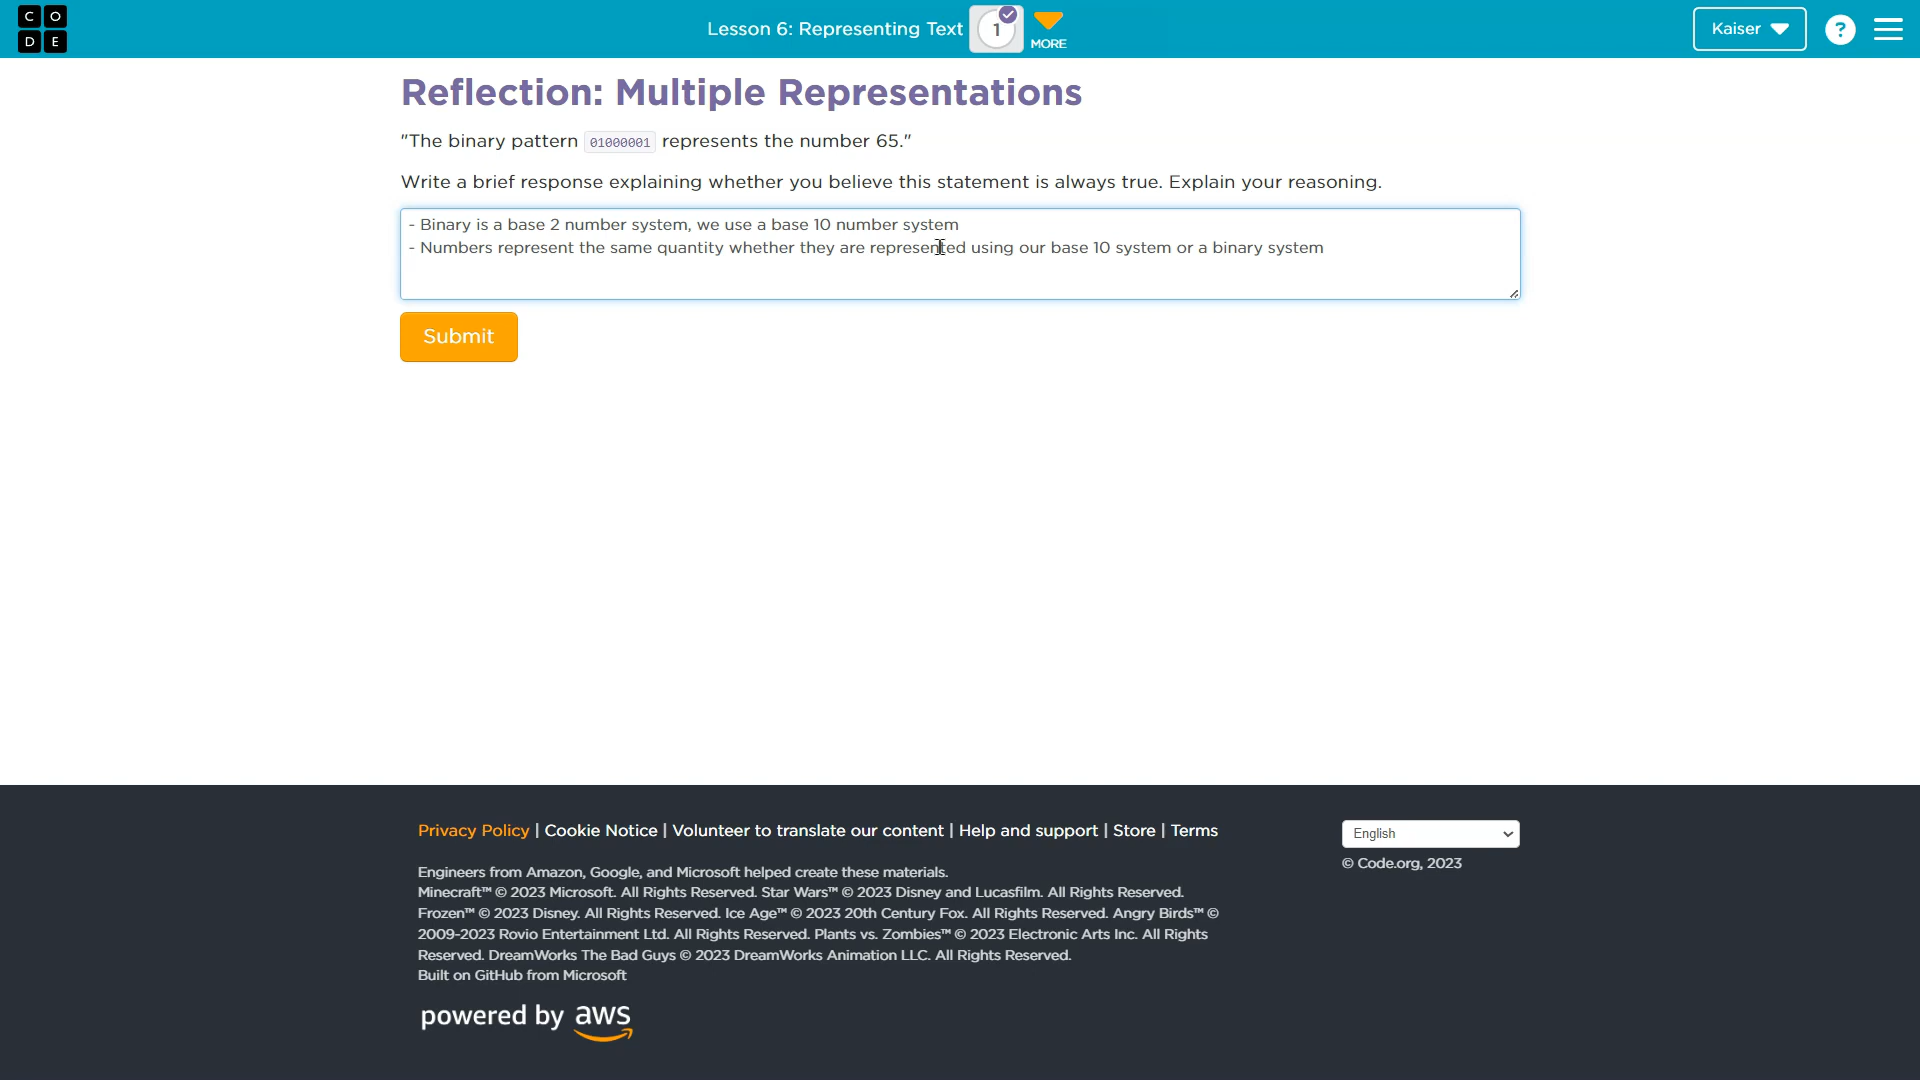 C O
D E
Lesson 6: Representing Text
1
MORE
Kaiser
?
Reflection: Multiple Representations
"The binary pattern 01000001 represents the number 65."
Write a brief response explaining whether you believe this statement is always true. Explain your reasoning.
- Binary is a base 2 number system, we use a base 10 number system
- Numbers represent the same quantity whether they are represented using our base 10 system or a binary system
Submit
Privacy Policy | Cookie Notice | Volunteer to translate our content | Help and support | Store | Terms
English
© Code.org, 2023
Engineers from Amazon, Google, and Microsoft helped create these materials.
Minecraft™ © 2023 Microsoft. All Rights Reserved. Star Wars™ © 2023 Disney and Lucasfilm. All Rights Reserved.
Frozen™ © 2023 Disney. All Rights Reserved. Ice Age™ © 2023 20th Century Fox. All Rights Reserved. Angry Birds™ ©
2009-2023 Rovio Entertainment Ltd. All Rights Reserved. Plants vs. Zombies™ © 2023 Electronic Arts Inc. All Rights
Reserved. DreamWorks The Bad Guys © 2023 DreamWorks Animation LLC. All Rights Reserved.
Built on GitHub from Microsoft
powered by aws